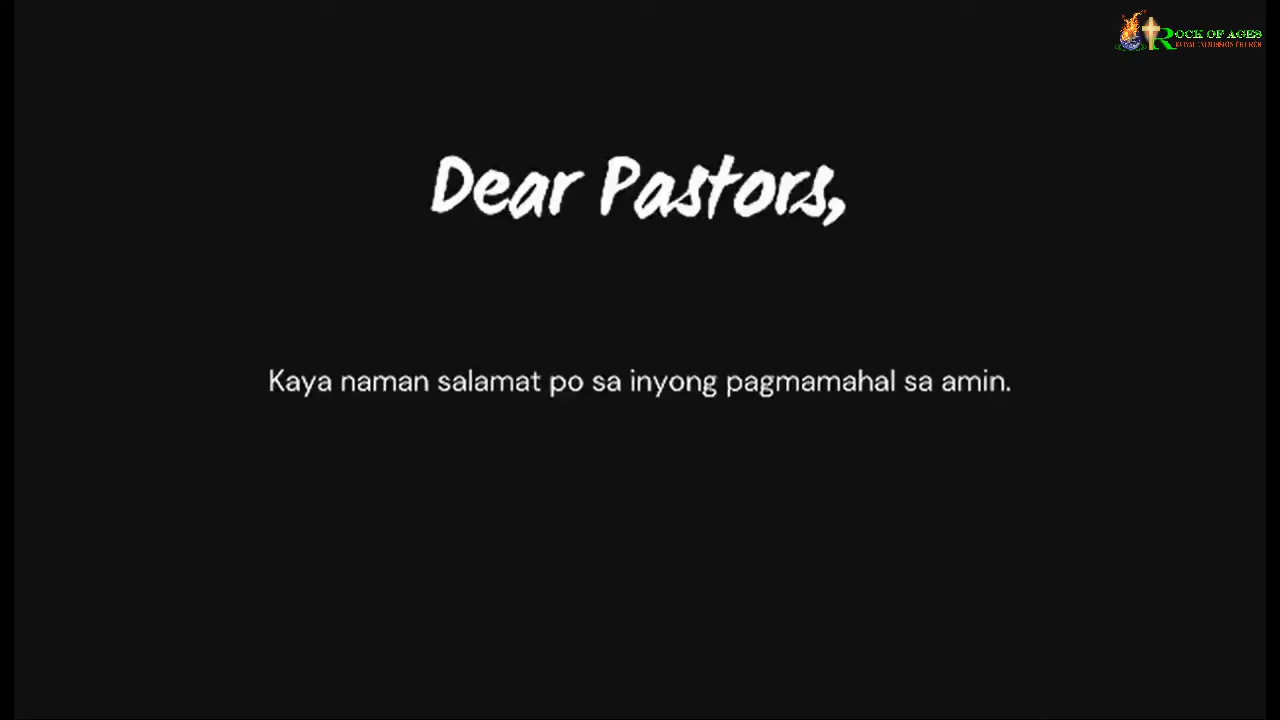 ROCK OF AGES
Dear Pastors,
Kaya naman salamat po sa inyong pagmamahal sa amin.